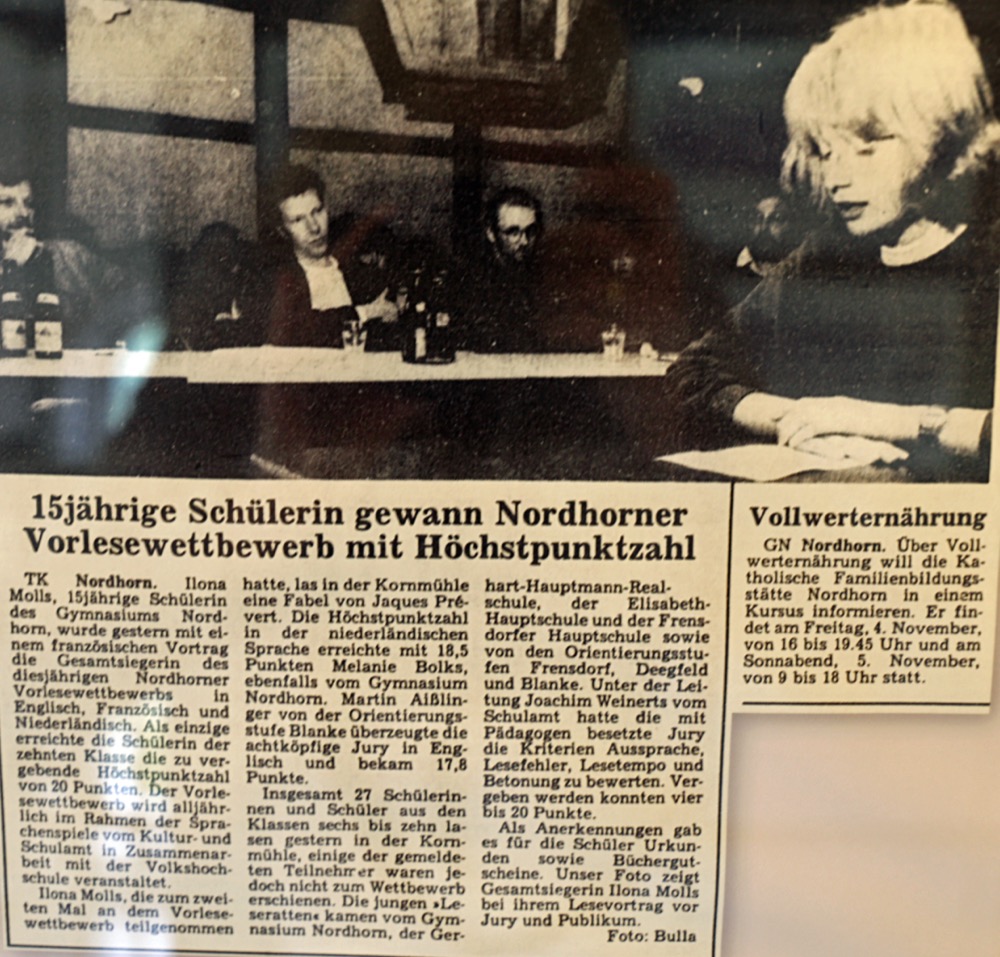 15jährige Schülerin gewann Nordhorner
Vorlesewettbewerb mit Höchstpunktzahl
TK Nordhorn. Ilona
Molls, 15jährige Schülerin
des Gymnasiums Nord-
horn, wurde gestern mit ei-
nem französischen Vortrag
die Gesamtsiegerin des
diesjährigen Nordhorner
Vorlesewettbewerbs in
Englisch, Französisch und
Niederländisch. Als einzige
erreichte die Schülerin der
zehnten Klasse die zu ver-
gebende Höchstpunktzahl
von 20 Punkten. Der Vorle-
sewettbewerb wird alljähr-
lich im Rahmen der Spra-
chenspiele vom Kultur- und
Schulamt in Zusammenar-
beit mit der Volkshoch-
schule veranstaltet.
Ilona Molls, die zum zwei-
ten Mal an dem Vorlese-
wettbewerb teilgenommen
hatte, las in der Kornmühle
eine Fabel von Jaques Pré-
vert. Die Höchstpunktzahl
in der niederländischen
Sprache erreichte mit 18,5
Punkten Melanie Bolks,
ebenfalls vom Gymnasium
Nordhorn. Martin Aißlin-
ger von der Orientierungs-
stufe Blanke überzeugte die
achtköpfige Jury in Eng-
lisch und bekam 17,8
Punkte.
Insgesamt 27 Schülerin-
nen und Schüler aus den
Klassen sechs bis zehn la-
sen gestern in der Korn-
mühle, einige der gemelde-
ten Teilnehmer waren je-
doch nicht zum Wettbewerb
erschienen. Die jungen »Le-
seratten« kamen vom Gym-
nasium Nordhorn, der Ger-
hart-Hauptmann-Real-
schule, der Elisabeth-
Hauptschule und der Frens-
dorfer Hauptschule sowie
von den Orientierungsstu-
fen Frensdorf, Deegfeld
und Blanke. Unter der Lei-
tung Joachim Weinerts vom
Schulamt hatte die mit
Pädagogen besetzte Jury
die Kriterien Aussprache,
Lesefehler, Lesetempo und
Betonung zu bewerten. Ver-
geben werden konnten vier
bis 20 Punkte.
Als Anerkennungen gab
es für die Schüler Urkun-
den sowie Büchergut-
scheine. Unser Foto zeigt
Gesamtsiegerin Ilona Molls
bei ihrem Lesevortrag vor
Jury und Publikum.
Foto: Bulla
Vollwerternährung
GN Nordhorn. Über Voll-
werternährung will die Ka-
tholische Familienbildungs-
stätte Nordhorn in einem
Kursus informieren. Er fin-
det am Freitag, 4. November,
von 16 bis 19.45 Uhr und am
Sonnabend, 5. November,
von 9 bis 18 Uhr statt.